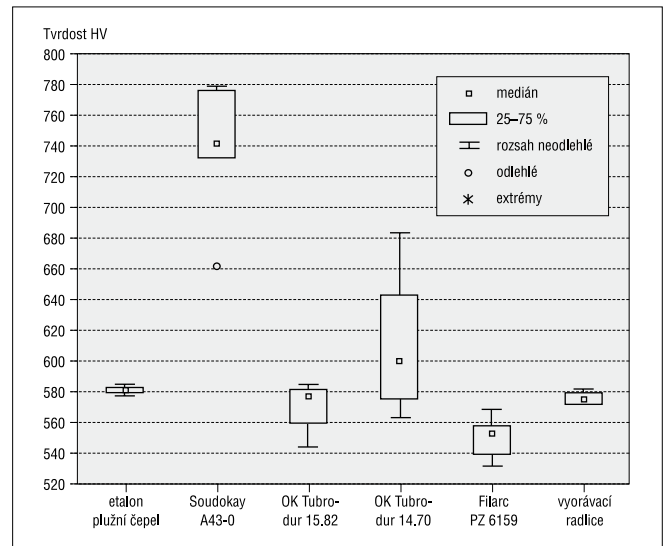 Tvrdost HV
800
780
760
740
720
700
680
660
640
620
600
580
560
540
520
medián
25–75 %
rozsah neodlehlé
odlehlé
extrémy
etalon
plužní čepel
Soudokay
A43-0
OK Tubro-
dur 15.82
OK Tubro-
dur 14.70
Filarc
PZ 6159
vyorávací
radlice